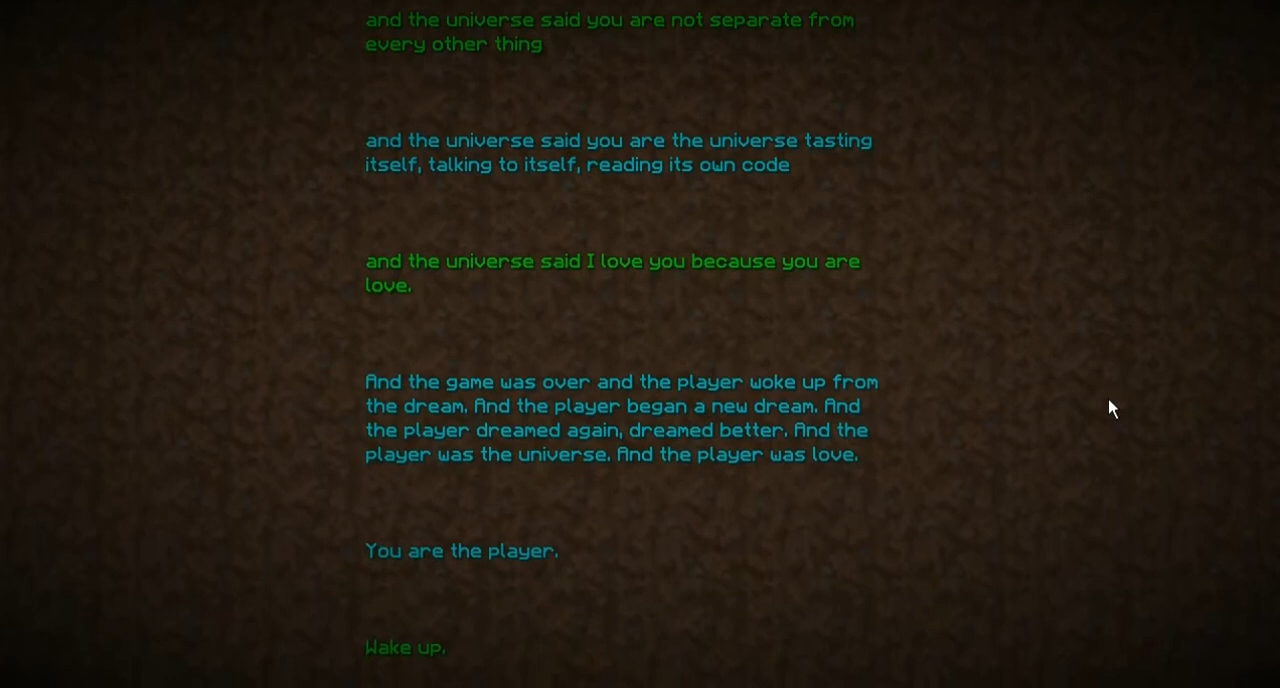 and the universe said you are not separate from
every other thing
and the universe said you are the universe tasting
itself, talking to itself, reading its own code
and the universe said I love you because you are
love.
And the game was over and the player woke up from
the dream. And the player began a new dream. And
the player dreamed again, dreamed better. And the
player was the universe. And the player was love.
You are the player.
Wake up.